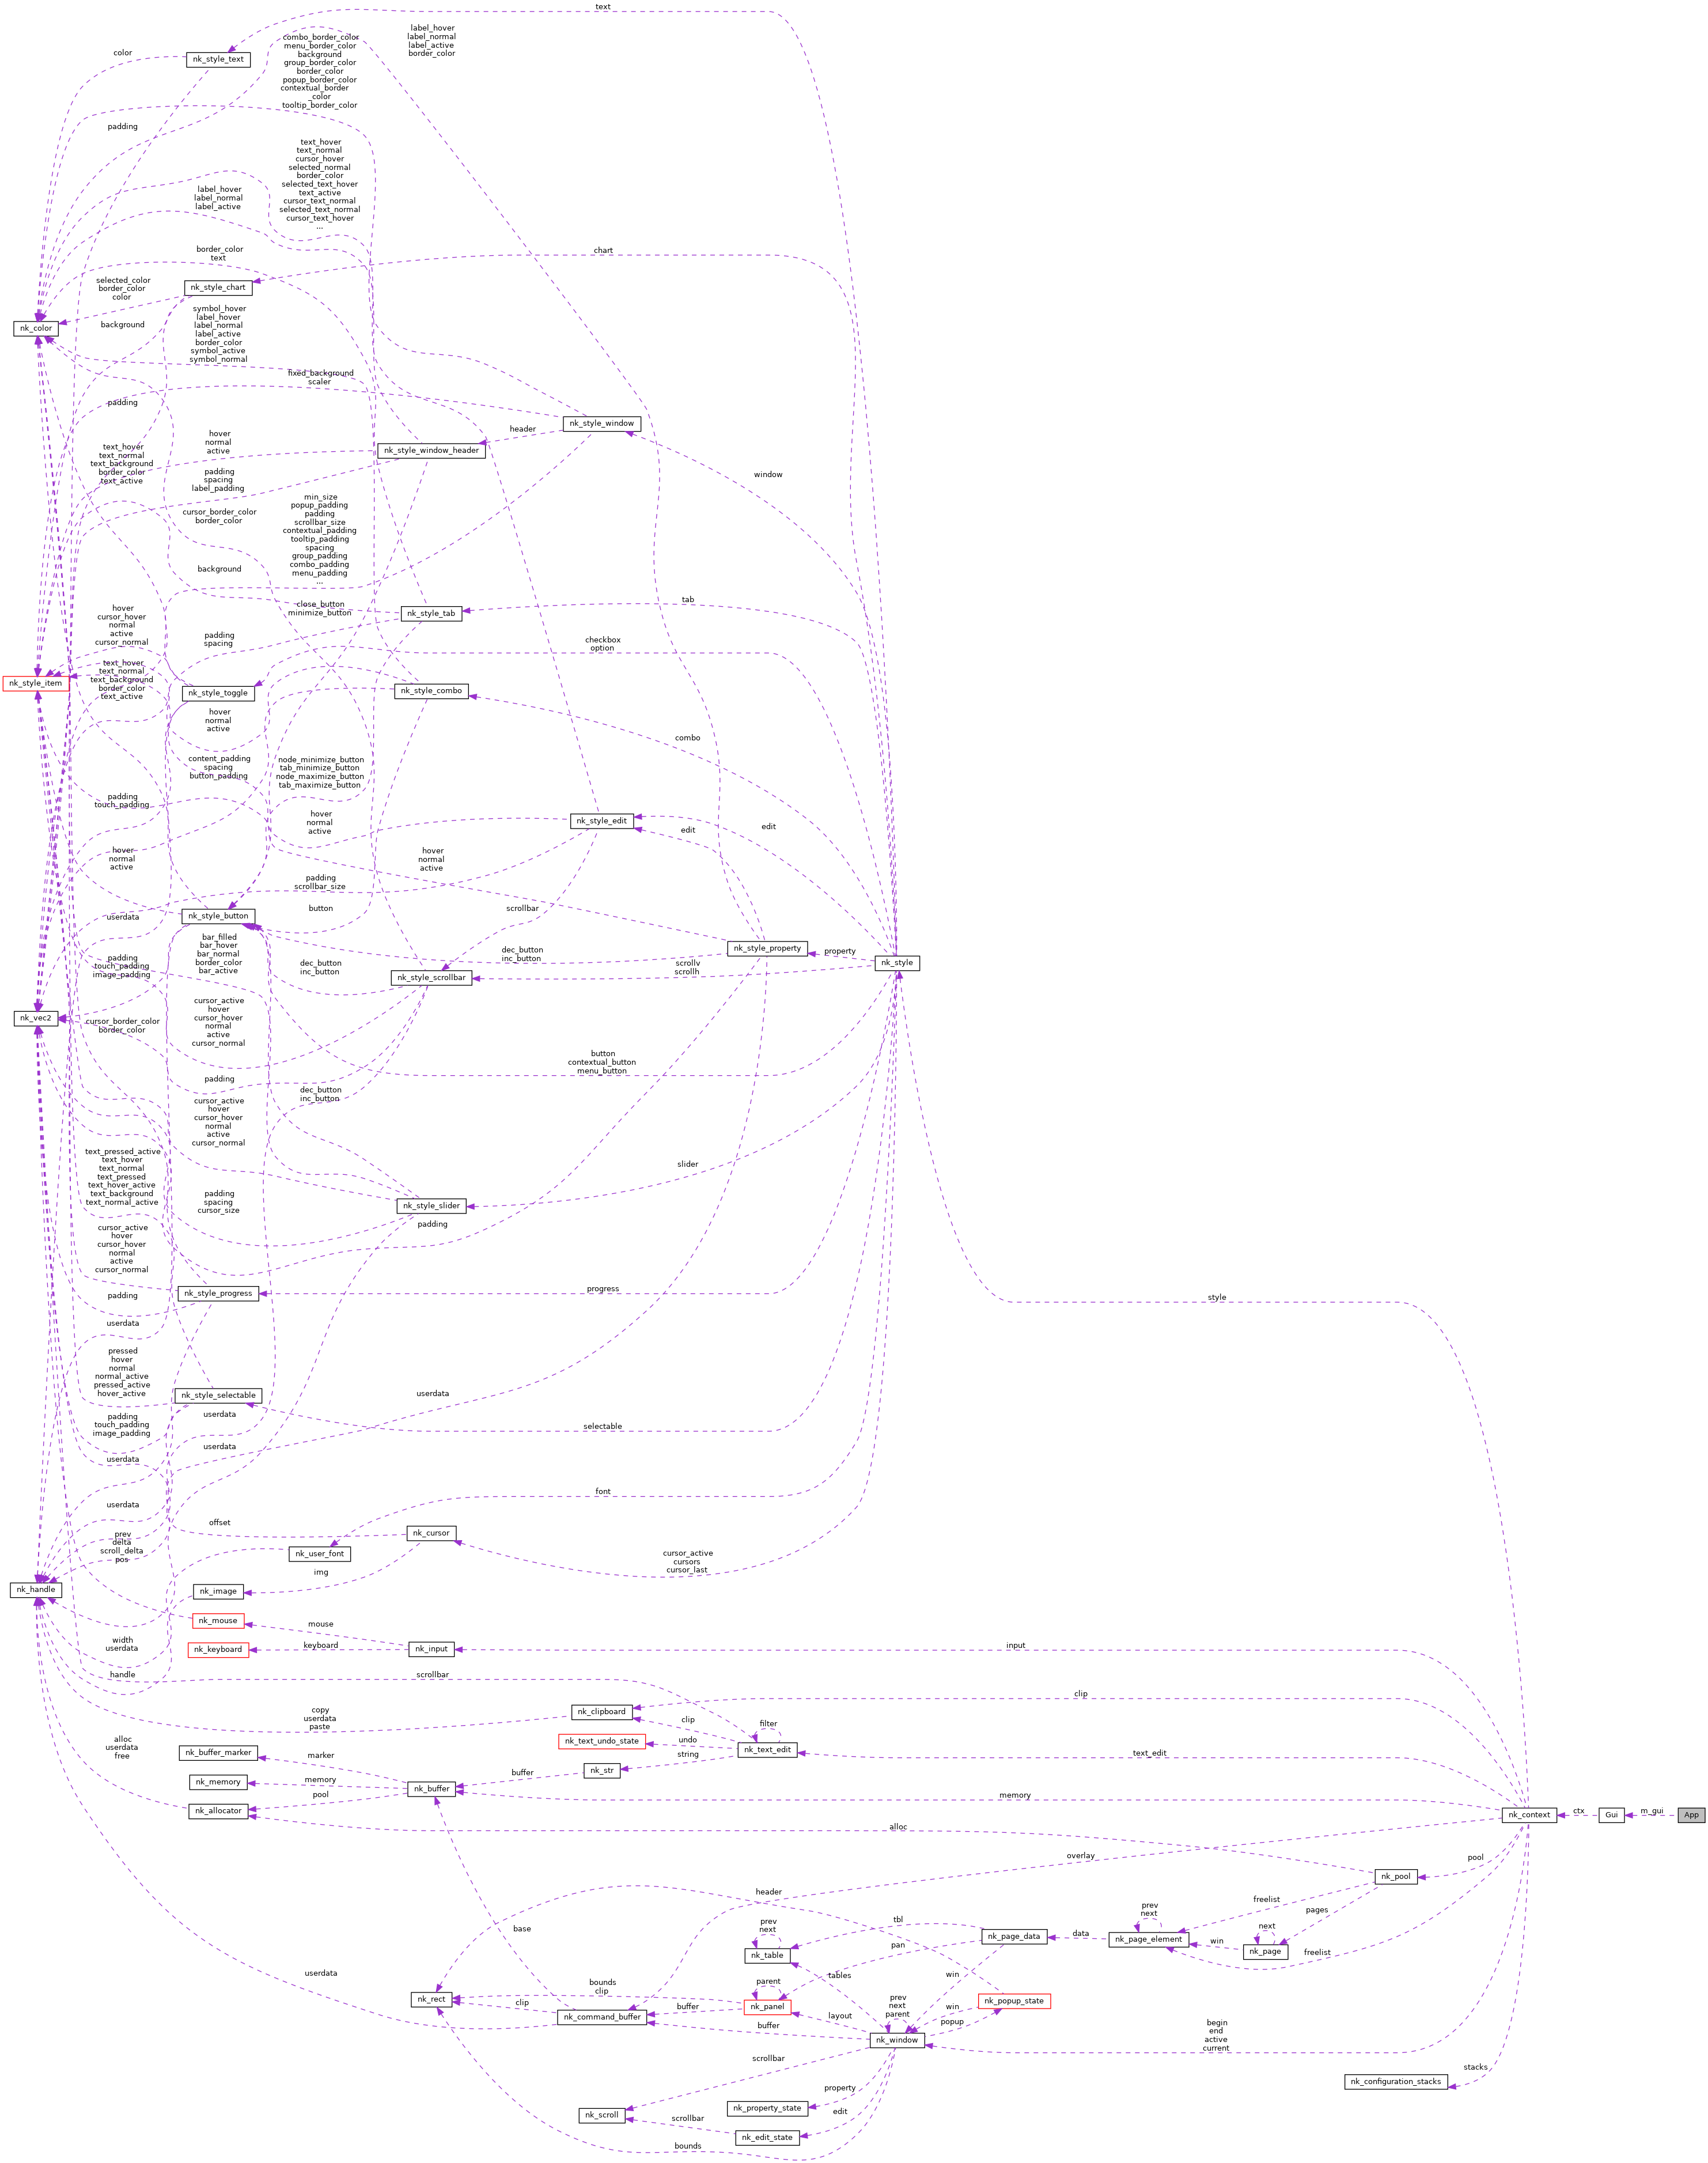 text
label_hover
label_normal
label_active
border_color
combo_border_color
menu_border_color
background
group_border_color
border_color
popup_border_color
contextual_border
_color
tooltip_border_color
color
nk_style_text
padding
text_hover
text_normal
cursor_hover
selected_normal
border_color
selected_text_hover
text_active
cursor_text_normal
selected_text_normal
cursor_text_hover
...
label_hover
label_normal
label_active
border_color
text
chart
selected_color
border_color
color
nk_style_chart
nk_color
background
symbol_hover
label_hover
label_normal
label_active
border_color
symbol_active
symbol_normal
fixed_background
scaler
padding
nk_style_window
header
nk_style_window_header
hover
normal
active
text_hover
text_normal
text_background
border_color
text_active
padding
spacing
label_padding
window
min_size
popup_padding
padding
scrollbar_size
contextual_padding
tooltip_padding
spacing
group_padding
combo_padding
menu_padding
...
cursor_border_color
border_color
background
close_button
minimize_button
nk_style_tab
tab
hover
cursor_hover
normal
active
cursor_normal
padding
spacing
checkbox
option
text_hover
text_normal
text_background
border_color
text_active
nk_style_item
nk_style_toggle
nk_style_combo
hover
normal
active
combo
content_padding
spacing
button_padding
node_minimize_button
tab_minimize_button
node_maximize_button
tab_maximize_button
padding
touch_padding
hover
normal
active
nk_style_edit
edit
edit
hover
normal
active
hover
normal
active
padding
scrollbar_size
userdata
nk_style_button
button
scrollbar
bar_filled
bar_hover
bar_normal
border_color
bar_active
dec_button
inc_button
nk_style_property
property
nk_style
padding
touch_padding
image_padding
dec_button
inc_button
nk_style_scrollbar
scrollv
scrollh
nk_vec2
cursor_border_color
border_color
cursor_active
hover
cursor_hover
normal
active
cursor_normal
button
contextual_button
menu_button
padding
dec_button
inc_button
cursor_active
hover
cursor_hover
normal
active
cursor_normal
text_pressed_active
text_hover
text_normal
text_pressed
text_hover_active
text_background
text_normal_active
slider
padding
spacing
cursor_size
nk_style_slider
padding
cursor_active
hover
cursor_hover
normal
active
cursor_normal
nk_style_progress
progress
style
padding
userdata
pressed
hover
normal
normal_active
pressed_active
hover_active
nk_style_selectable
userdata
userdata
selectable
padding
touch_padding
image_padding
userdata
userdata
font
userdata
offset
nk_cursor
prev
delta
scroll_delta
pos
nk_user_font
cursor_active
cursors
cursor_last
img
nk_handle
nk_image
nk_mouse
mouse
width
userdata
nk_keyboard
keyboard
nk_input
input
handle
scrollbar
clip
copy
userdata
paste
nk_clipboard
clip
filter
alloc
userdata
free
nk_text_undo_state
undo
nk_text_edit
text_edit
nk_buffer_marker
marker
string
nk_memory
memory
buffer
nk_str
nk_buffer
memory
pool
nk_allocator
nk_context
ctx
Gui
m_gui
App
alloc
overlay
pool
nk_pool
header
freelist
pages
prev
next
base
tbl
prev
next
next
nk_page_data
data
nk_page_element
win
nk_page
nk_table
pan
freelist
userdata
tables
win
bounds
clip
parent
nk_rect
clip
buffer
nk_panel
prev
next
parent
win
nk_popup_state
nk_command_buffer
layout
popup
buffer
nk_window
begin
end
active
current
scrollbar
stacks
nk_configuration_stacks
property
nk_property_state
nk_scroll
scrollbar
edit
nk_edit_state
bounds